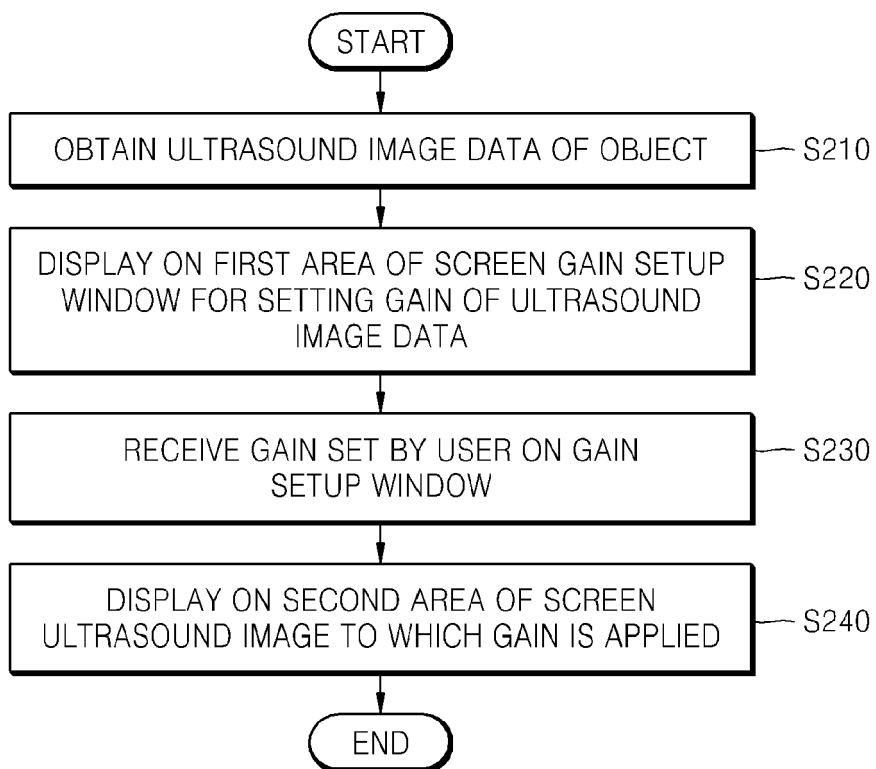 START
OBTAIN ULTRASOUND IMAGE DATA OF OBJECT
S210
DISPLAY ON FIRST AREA OF SCREEN GAIN SETUP
WINDOW FOR SETTING GAIN OF ULTRASOUND
IMAGE DATA
S220
RECEIVE GAIN SET BY USER ON GAIN
SETUP WINDOW
S230
DISPLAY ON SECOND AREA OF SCREEN
ULTRASOUND IMAGE TO WHICH GAIN IS APPLIED
S240
END